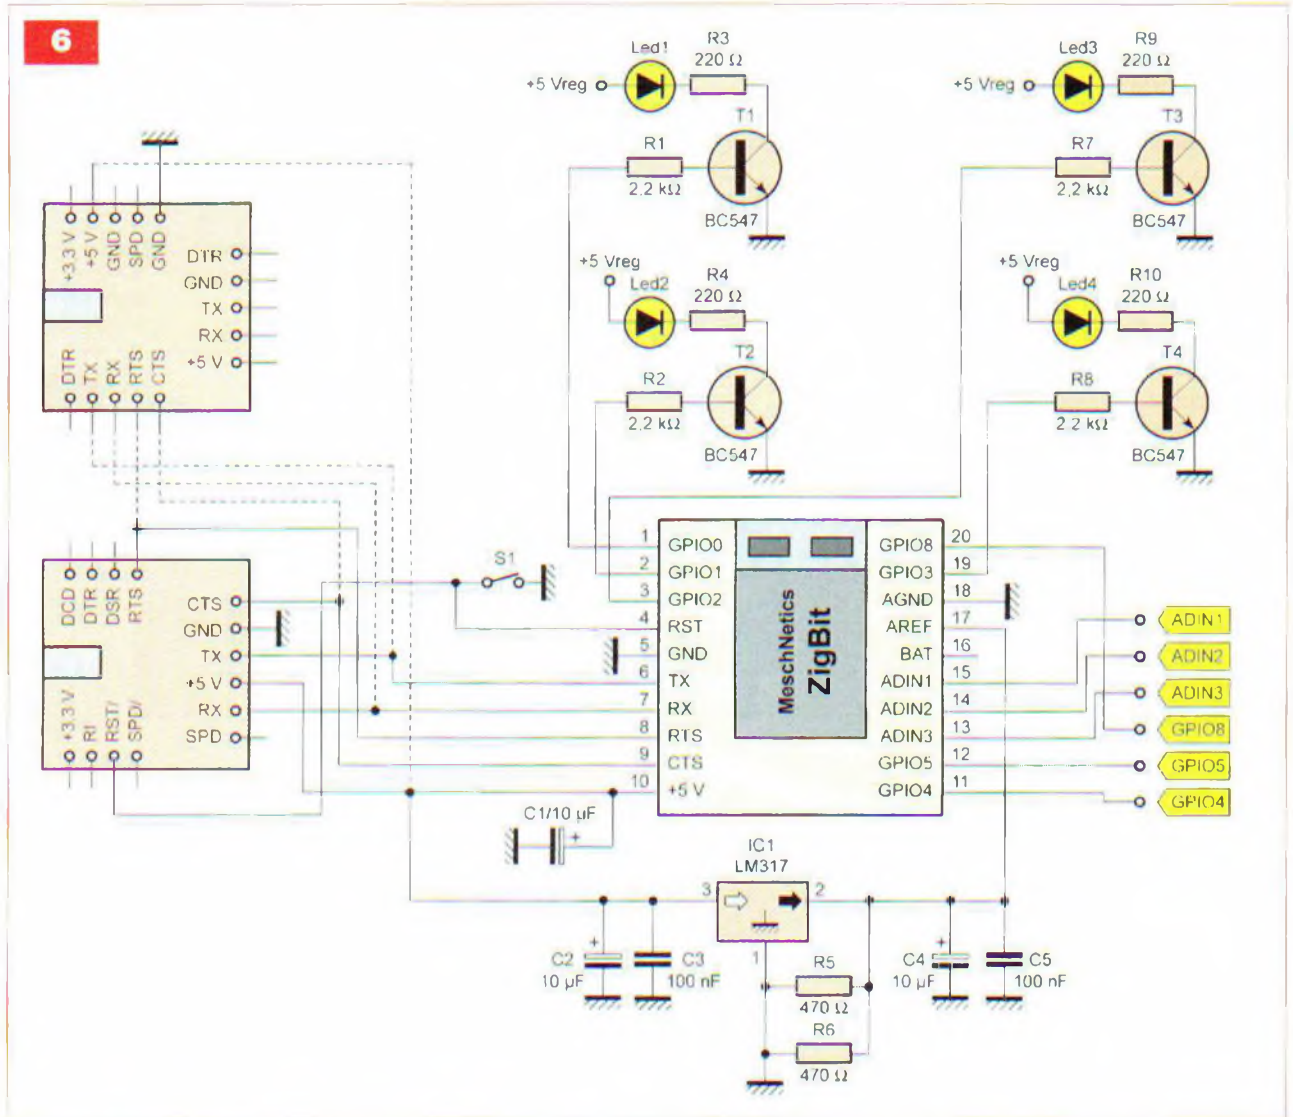 6
Led1
R3
220 Ω
+5 Vreg
T1
R1
2,2 kΩ
BC547
Led3
R9
220 Ω
+5 Vreg
T3
R7
2,2 kΩ
BC547
+5 Vreg
Led2
R4
220 Ω
T2
R2
2,2 kΩ
BC547
+5 Vreg
Led4
R10
220 Ω
T4
R8
2,2 kΩ
BC547
+3,3 V
+5 V
GND
SPD
GND
DTR
GND
TX
RX
+5 V
DTR
TX
RX
RTS
CTS
DCD
DTR
DSR
RTS
CTS
GND
TX
+5 V
RX
SPD
+3,3 V
RI
RST/
SPD/
S1
1 GPIO0
2 GPIO1
3 GPIO2
4 RST
5 GND
6 TX
7 RX
8 RTS
9 CTS
10 +5 V
MeschNetics
ZigBit
GPIO8 20
GPIO3 19
AGND 18
AREF 17
BAT 16
ADIN1 15
ADIN2 14
ADIN3 13
GPIO5 12
GPIO4 11
ADIN1
ADIN2
ADIN3
GPIO8
GPIO5
GPIO4
C1/10 µF
+
IC1
LM317
3
2
1
+
C2
10 µF
C3
100 nF
R5
470 Ω
R6
470 Ω
+
C4
10 µF
C5
100 nF